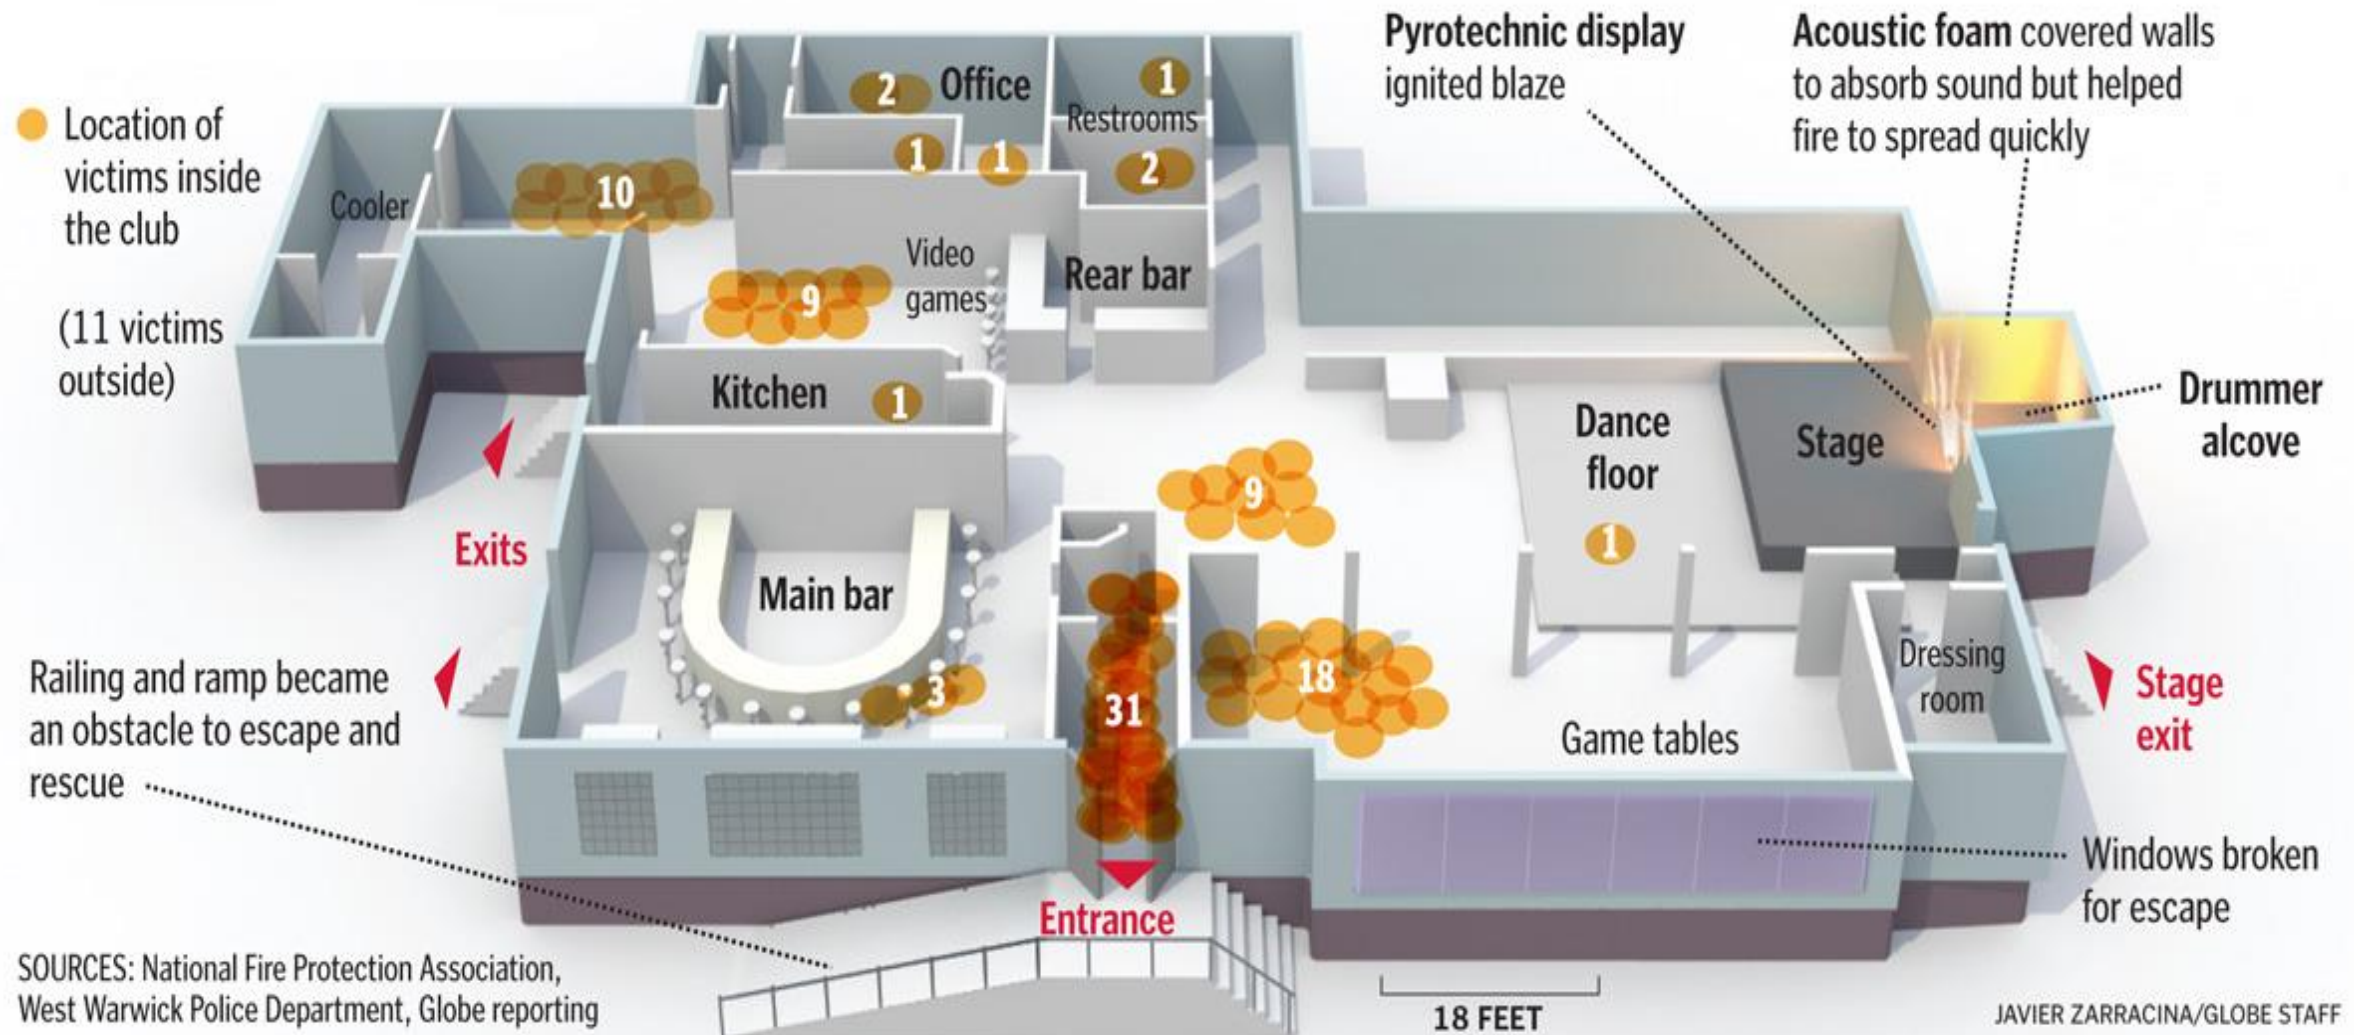 Pyrotechnic display
ignited blaze
Acoustic foam covered walls
to absorb sound but helped
fire to spread quickly
Location of
victims inside
the club
(11 victims
outside)
2
Office
1
Restrooms
1
1
2
Cooler
10
Video
games
9
Rear bar
Kitchen
1
Dance
floor
Stage
Drummer
alcove
9
1
Exits
Main bar
3
31
18
Game tables
Dressing
room
Stage
exit
Railing and ramp became
an obstacle to escape and
rescue
Windows broken
for escape
Entrance
SOURCES: National Fire Protection Association,
West Warwick Police Department, Globe reporting
18 FEET
JAVIER ZARRACINA/GLOBE STAFF